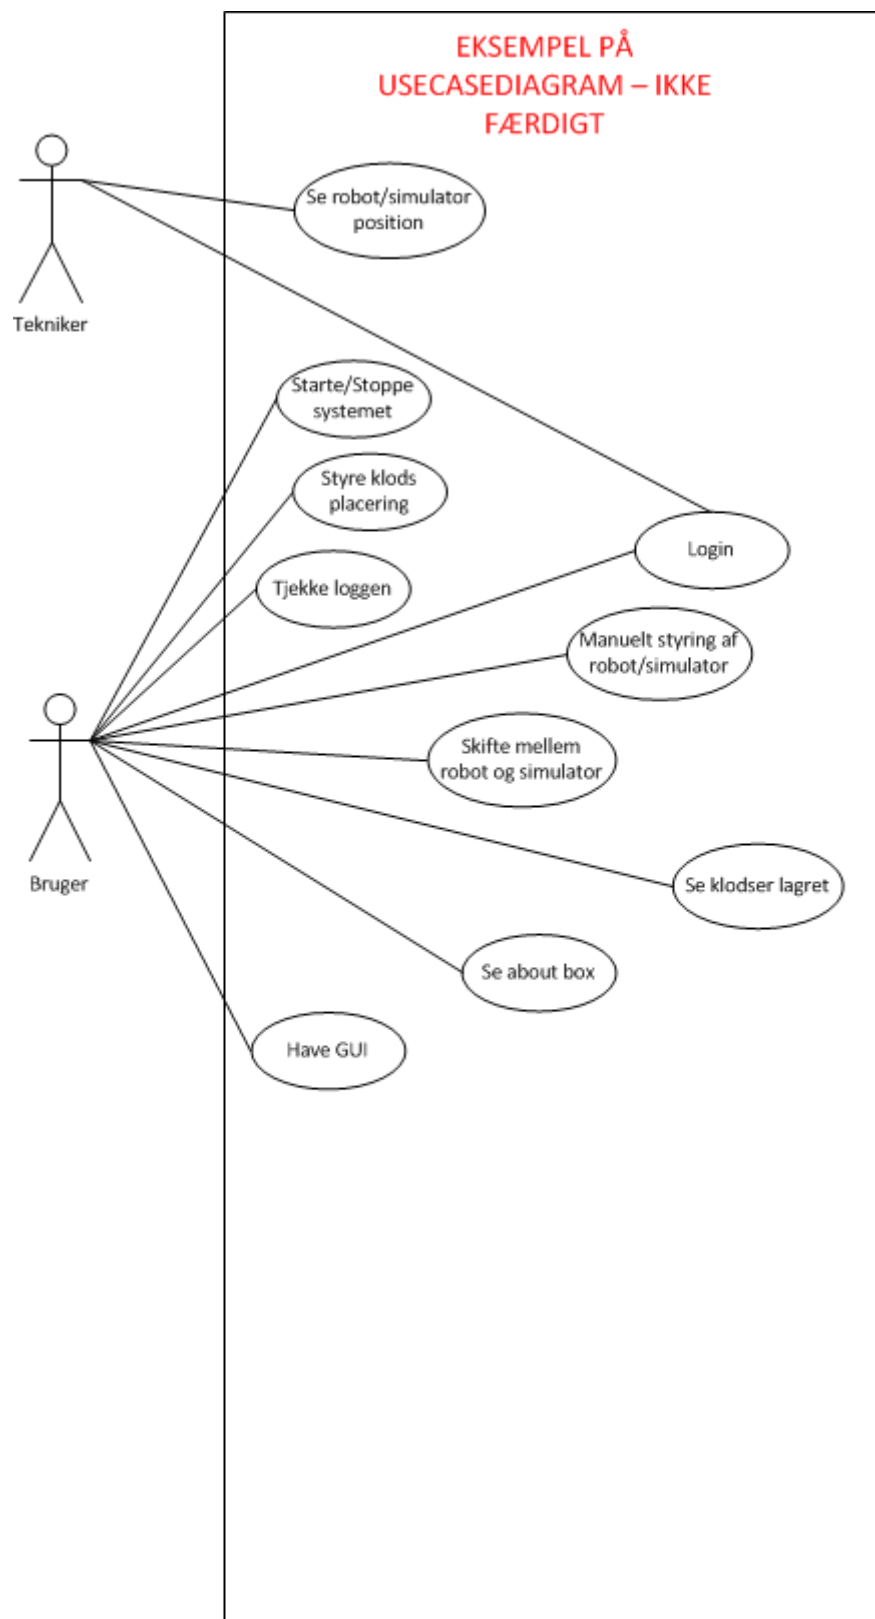 EKSEMPEL PÅ
USECASEDIAGRAM – IKKE
FÆRDIGT
Se robot/simulator
position
Tekniker
Starte/Stoppe
systemet
Styre klods
placering
Login
Tjekke loggen
Manuelt styring af
robot/simulator
Skifte mellem
robot og simulator
Bruger
Se klodser lagret
Se about box
Have GUI